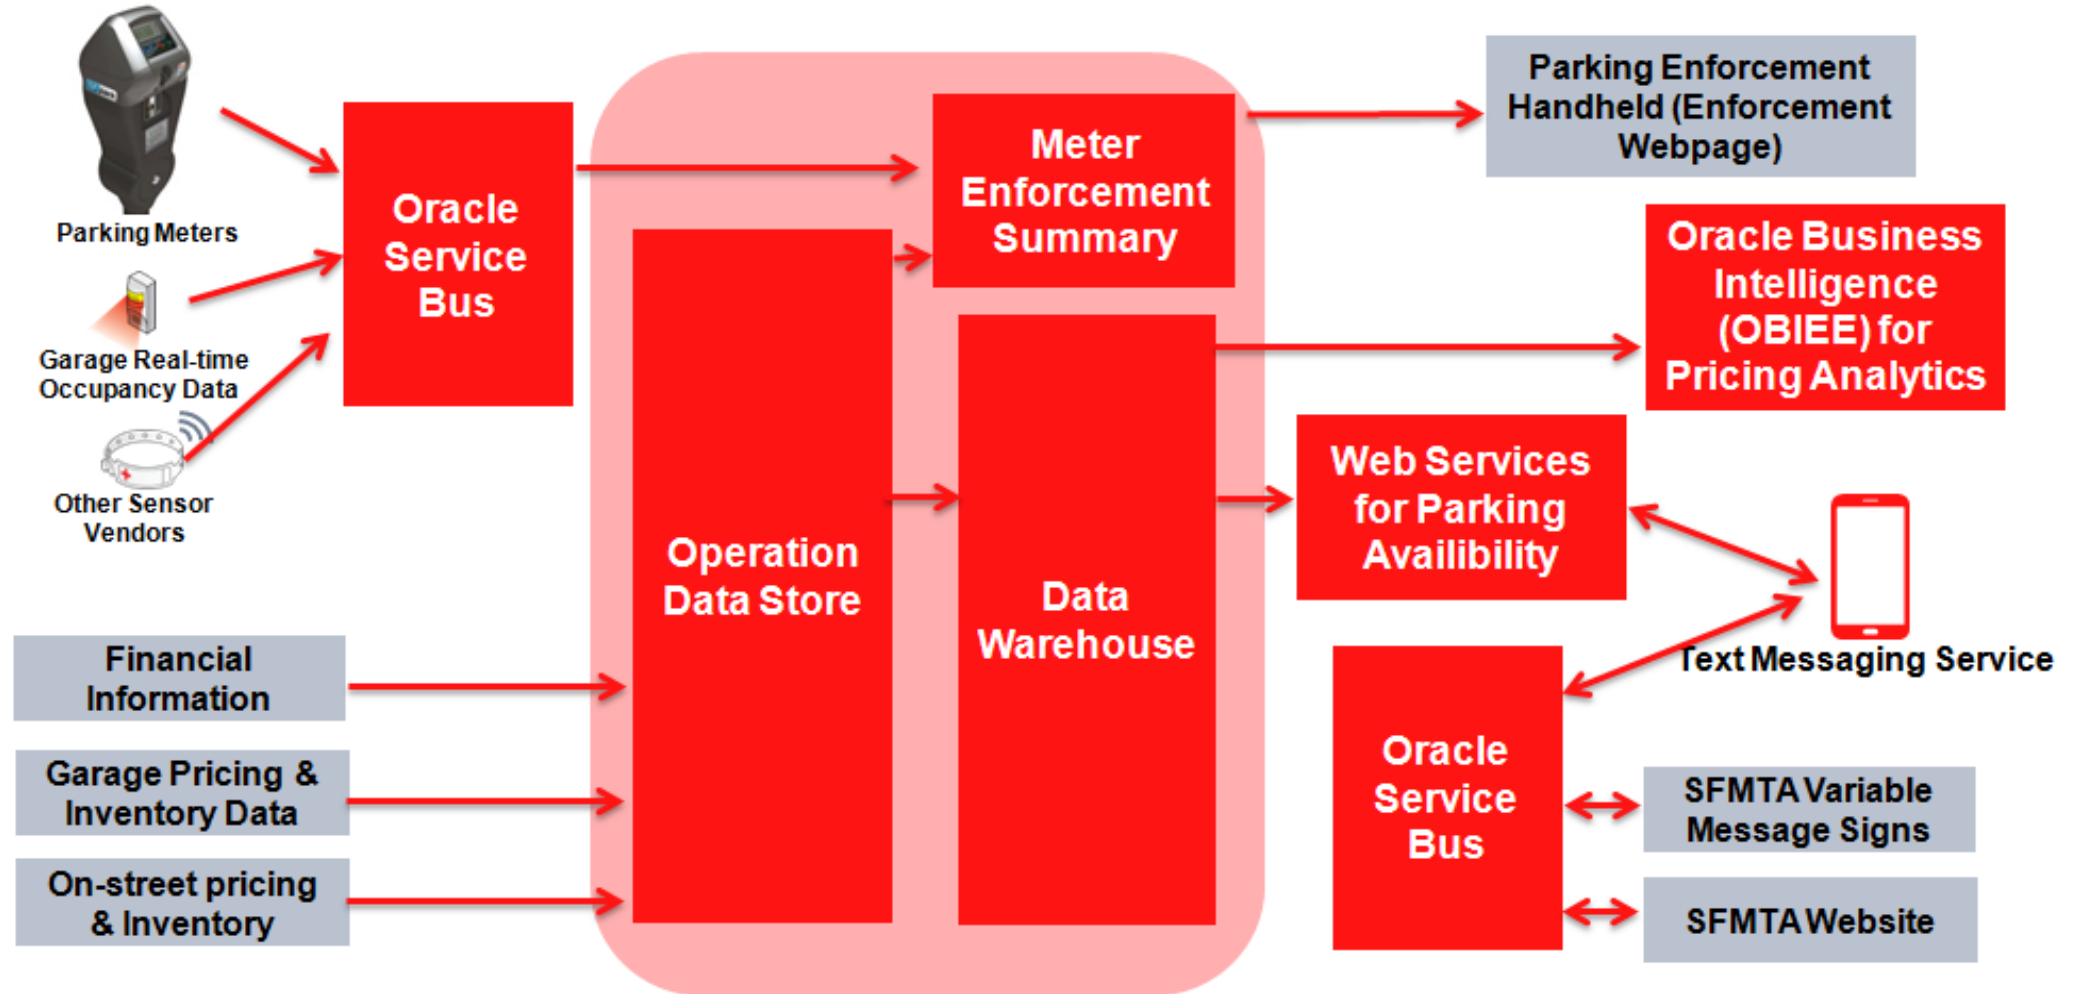 Parking Meters
Garage Real-time
Occupancy Data
Other Sensor
Vendors
Financial
Information
Garage Pricing &
Inventory Data
On-street pricing
& Inventory
Oracle
Service
Bus
Operation
Data Store
Meter
Enforcement
Summary
Data
Warehouse
Parking Enforcement
Handheld (Enforcement
Webpage)
Oracle Business
Intelligence
(OBIEE) for
Pricing Analytics
Web Services
for Parking
Availibility
Text Messaging Service
Oracle
Service
Bus
SFMTA Variable
Message Signs
SFMTA Website